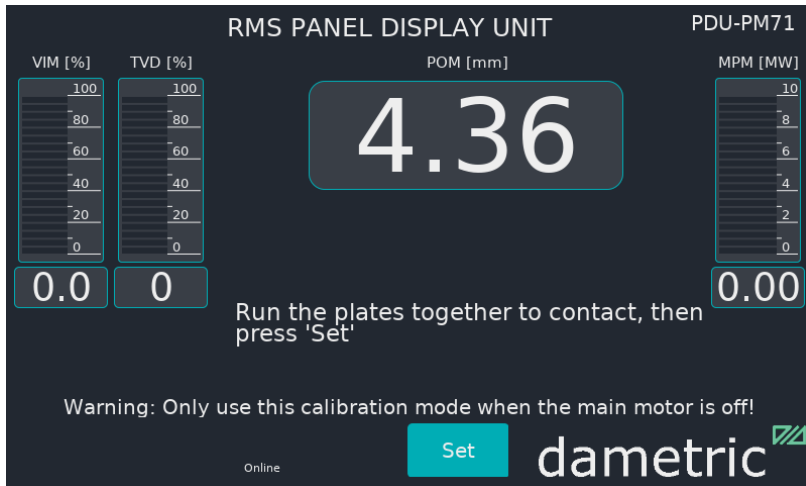 RMS PANEL DISPLAY UNIT
PDU-PM71
VIM [%]
TVD [%]
POM [mm]
MPM [MW]
100
80
60
40
20
0
100
80
60
40
20
0
4.36
10
8
6
4
2
0
0.0
0
0.00
Run the plates together to contact, then
press 'Set'
Warning: Only use this calibration mode when the main motor is off!
Set
Online
dametric